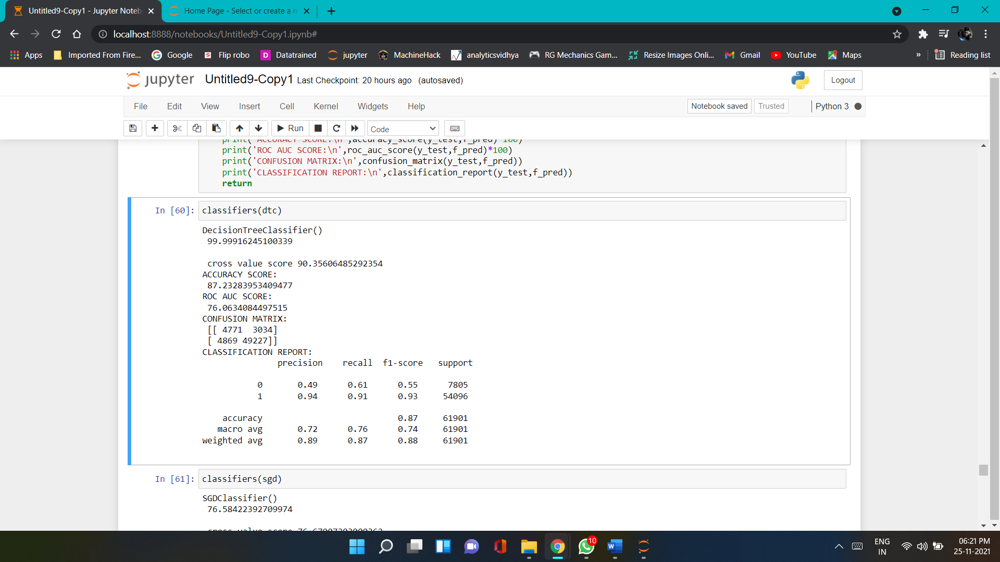 Untitled9-Copy1 - Jupyter Noteb
Home Page - Select or create a n
localhost:8888/notebooks/Untitled9-Copy1.ipynb#
Apps
Imported From Fire...
Google
Flip robo
D Datatrained
jupyter
MachineHack
analyticsvidhya
RG Mechanics Gam...
Resize Images Onli...
Gmail
YouTube
Maps
»
Reading list
jupyter Untitled9-Copy1 Last Checkpoint: 20 hours ago (autosaved)
Logout
File Edit View Insert Cell Kernel Widgets Help
Notebook saved Trusted Python 3
Run Code
print('ACCURACY SCORE:\n',accuracy_score(y_test,f_pred)*100)
print('ROC AUC SCORE:\n',roc_auc_score(y_test,f_pred)*100)
print('CONFUSION MATRIX:\n',confusion_matrix(y_test,f_pred))
print('CLASSIFICATION REPORT:\n',classification_report(y_test,f_pred))
return
In [60]: classifiers(dtc)
DecisionTreeClassifier()
99.99916245100339
cross value score 90.35606485292354
ACCURACY SCORE:
87.23283953409477
ROC AUC SCORE:
76.0634084497515
CONFUSION MATRIX:
[[ 4771 3034]
[ 4869 49227]]
CLASSIFICATION REPORT:
precision recall f1-score support
0 0.49 0.61 0.55 7805
1 0.94 0.91 0.93 54096
accuracy 0.87 61901
macro avg 0.72 0.76 0.74 61901
weighted avg 0.89 0.87 0.88 61901
In [61]: classifiers(sgd)
SGDClassifier()
76.58422392709974
cross value score
10
W
ENG
IN
06:21 PM
25-11-2021